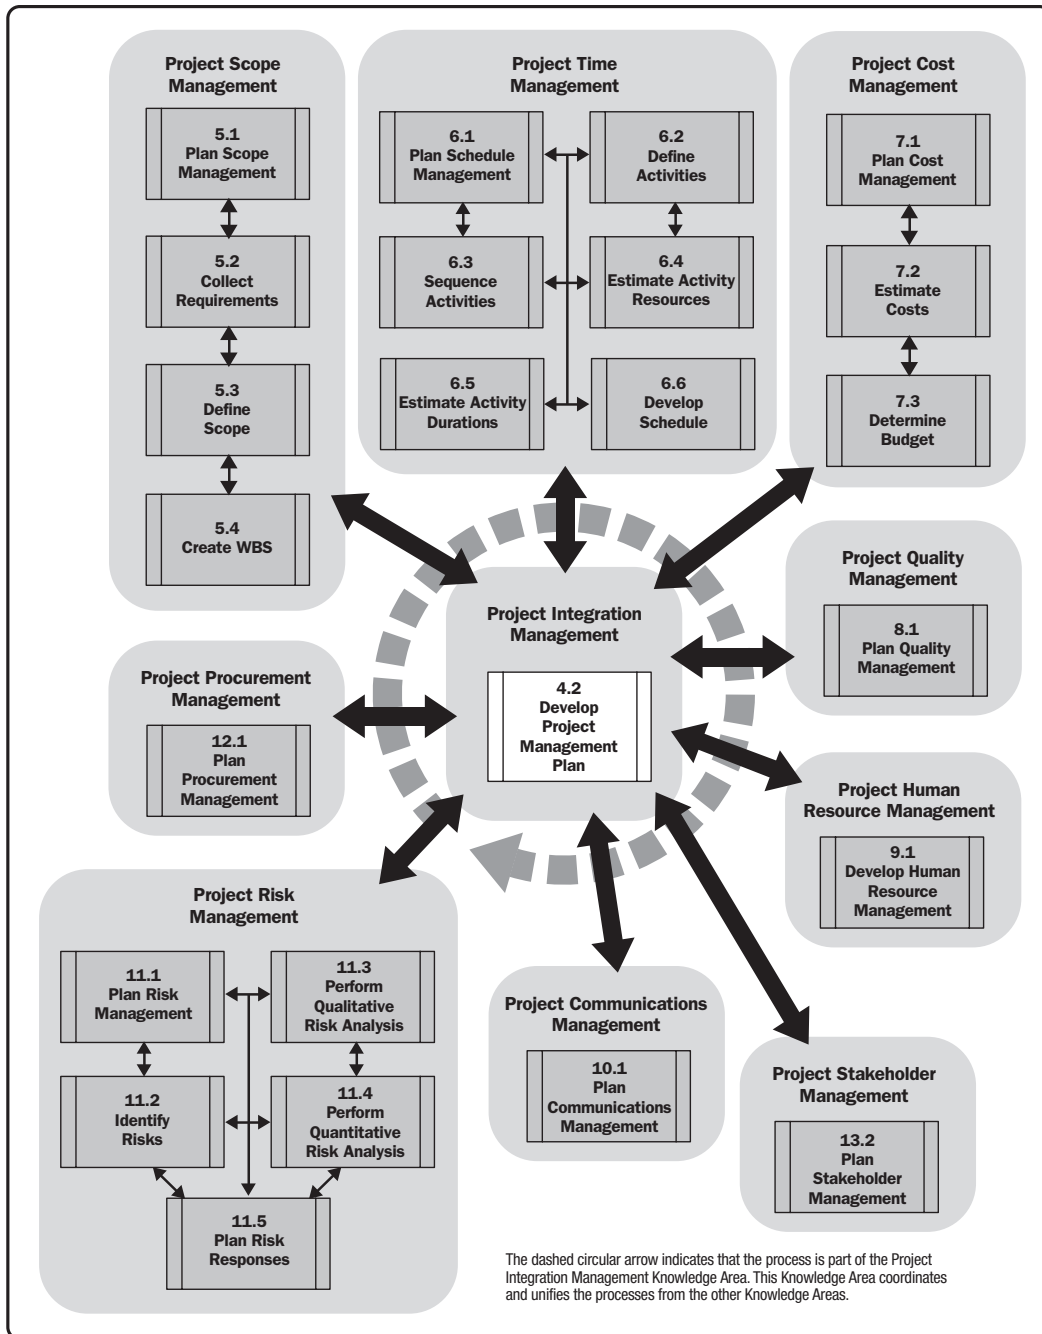 Project Scope
Management
5.1
Plan Scope
Management
5.2
Collect
Requirements
5.3
Define
Scope
5.4
Create WBS
Project Time
Management
6.1
Plan Schedule
Management
6.2
Define
Activities
6.3
Sequence
Activities
6.4
Estimate Activity
Resources
6.5
Estimate Activity
Durations
6.6
Develop
Schedule
Project Cost
Management
7.1
Plan Cost
Management
7.2
Estimate
Costs
7.3
Determine
Budget
Project Quality
Management
8.1
Plan Quality
Management
Project Integration
Management
4.2
Develop
Project
Management
Plan
Project Procurement
Management
12.1
Plan
Procurement
Management
Project Human
Resource Management
9.1
Develop Human
Resource
Management
Project Risk
Management
11.1
Plan Risk
Management
11.3
Perform
Qualitative
Risk Analysis
11.2
Identify
Risks
11.4
Perform
Quantitative
Risk Analysis
11.5
Plan Risk
Responses
Project Communications
Management
10.1
Plan
Communications
Management
Project Stakeholder
Management
13.2
Plan
Stakeholder
Management
The dashed circular arrow indicates that the process is part of the Project
Integration Management Knowledge Area. This Knowledge Area coordinates
and unifies the processes from the other Knowledge Areas.